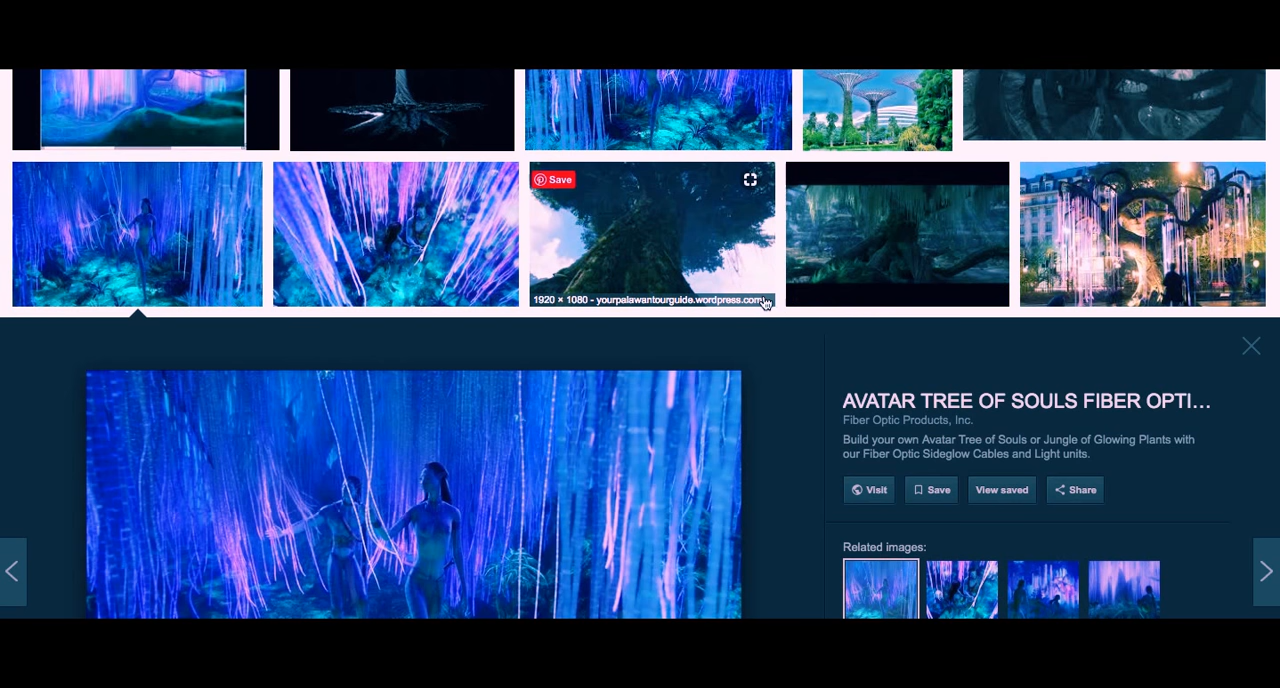 Save
1920 × 1080 - yourpalawantourguide.wordpress.com
AVATAR TREE OF SOULS FIBER OPTI...
Fiber Optic Products, Inc.
Build your own Avatar Tree of Souls or Jungle of Glowing Plants with
our Fiber Optic Sideglow Cables and Light units.
Visit Save View saved Share
Related images: